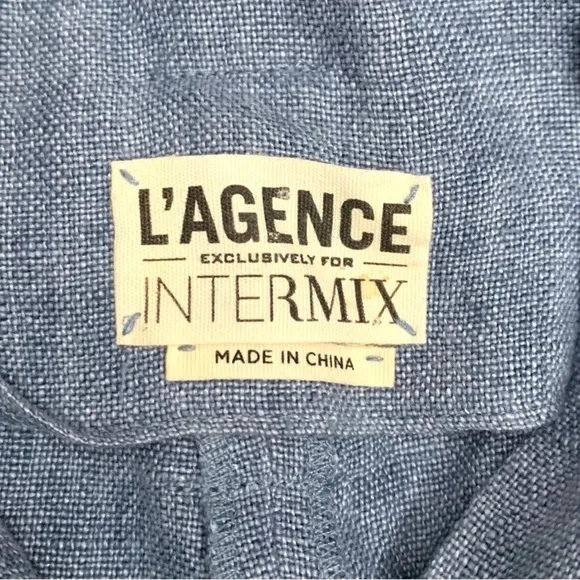 L'AGENCE
EXCLUSIVELY FOR
INTERMIX
MADE IN CHINA